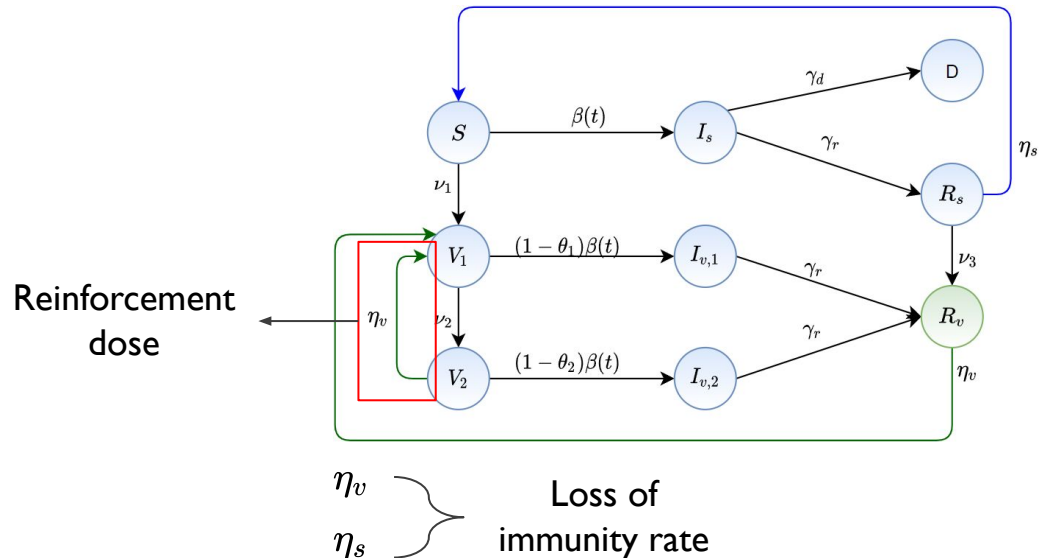 γ_d
D
β(t)
S
I_s
γ_r
η_s
ν_1
R_s
(1 − θ_1)β(t)
V_1
I_{v,1}
γ_r
ν_3
Reinforcement
dose
η_v
ν_2
R_v
γ_r
(1 − θ_2)β(t)
V_2
I_{v,2}
η_v
η_v
η_s
Loss of
immunity rate